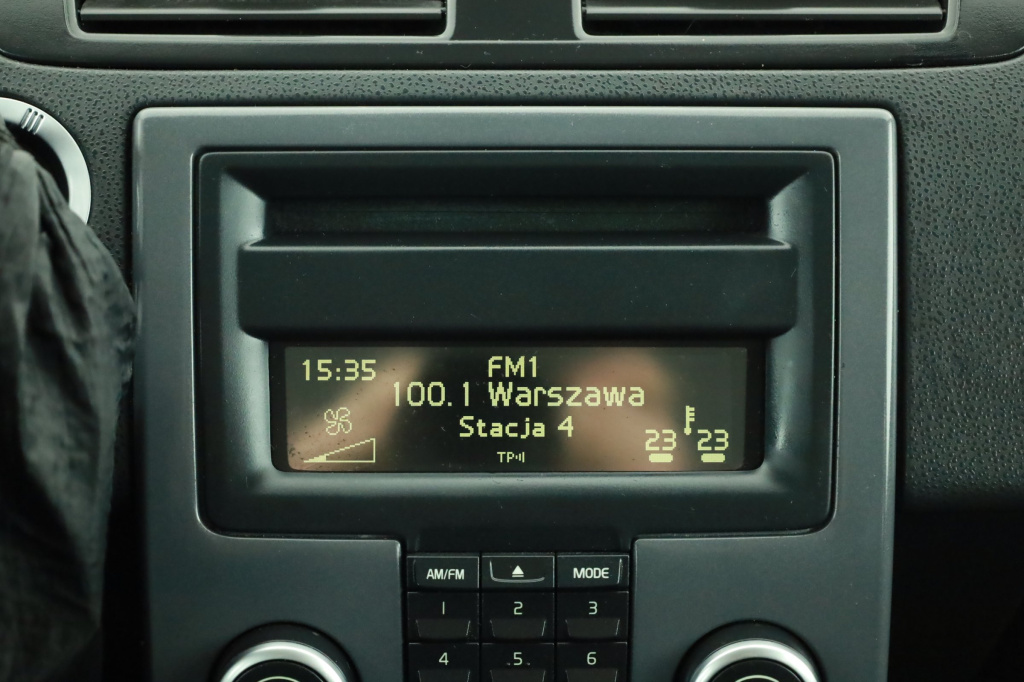 15:35
FM1
100.1 Warszawa
Stacja 4
23 23
TP
AM/FM MODE
1 2 3
4 5 6